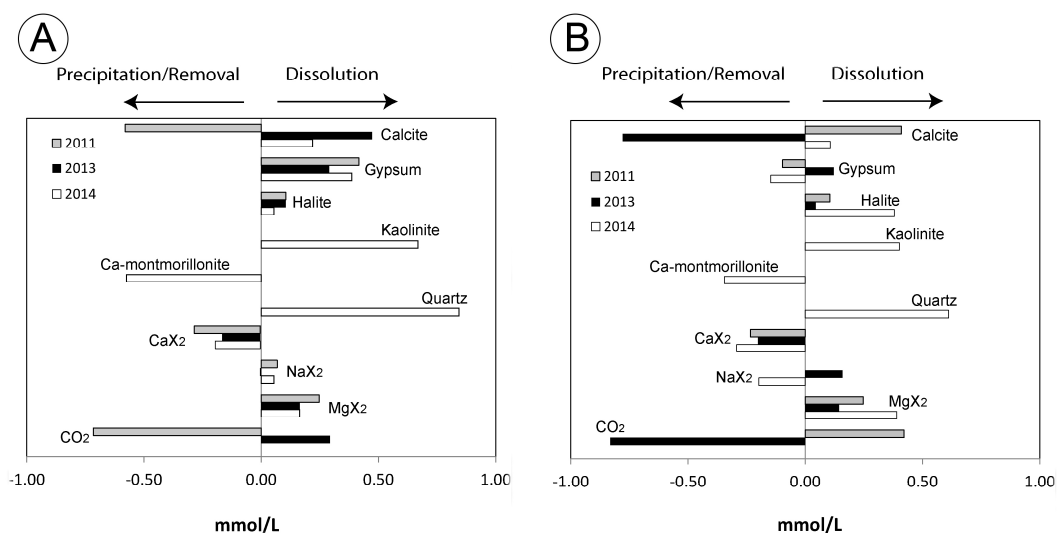 A
Precipitation/Removal
Dissolution
2011
2013
2014
Calcite
Gypsum
Halite
Kaolinite
Ca-montmorillonite
Quartz
CaX2
NaX2
MgX2
CO2
-1.00 -0.50 0.00 0.50 1.00
mmol/L
B
Precipitation/Removal
Dissolution
2011
2013
2014
Calcite
Gypsum
Halite
Kaolinite
Ca-montmorillonite
Quartz
CaX2
NaX2
MgX2
CO2
-1.00 -0.50 0.00 0.50 1.00
mmol/L